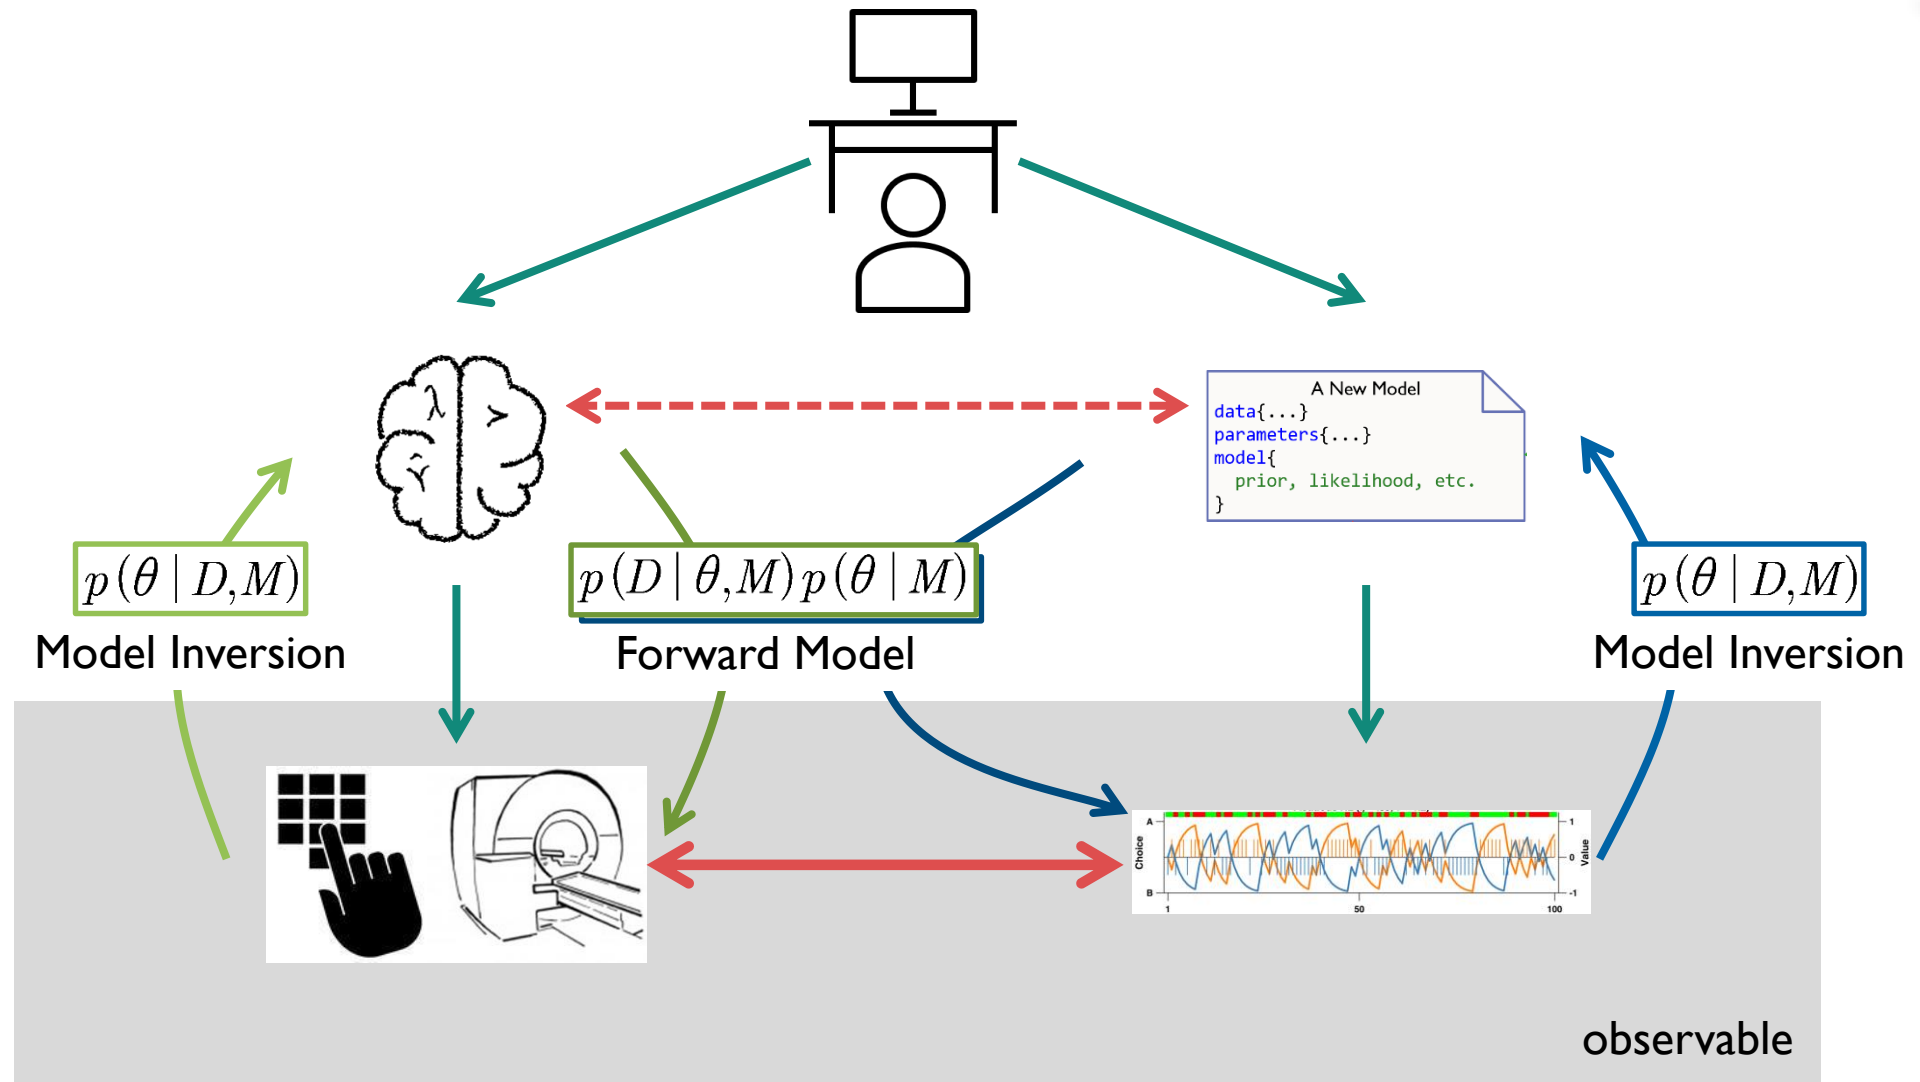 A New Model
data{...}
parameters{...}
model{
prior, likelihood, etc.
}
p(θ | D,M)
p(D | θ,M)p(θ | M)
p(θ | D,M)
Model Inversion
Forward Model
Model Inversion
A
1
Choice
0
Value
B
-1
1
50
100
observable